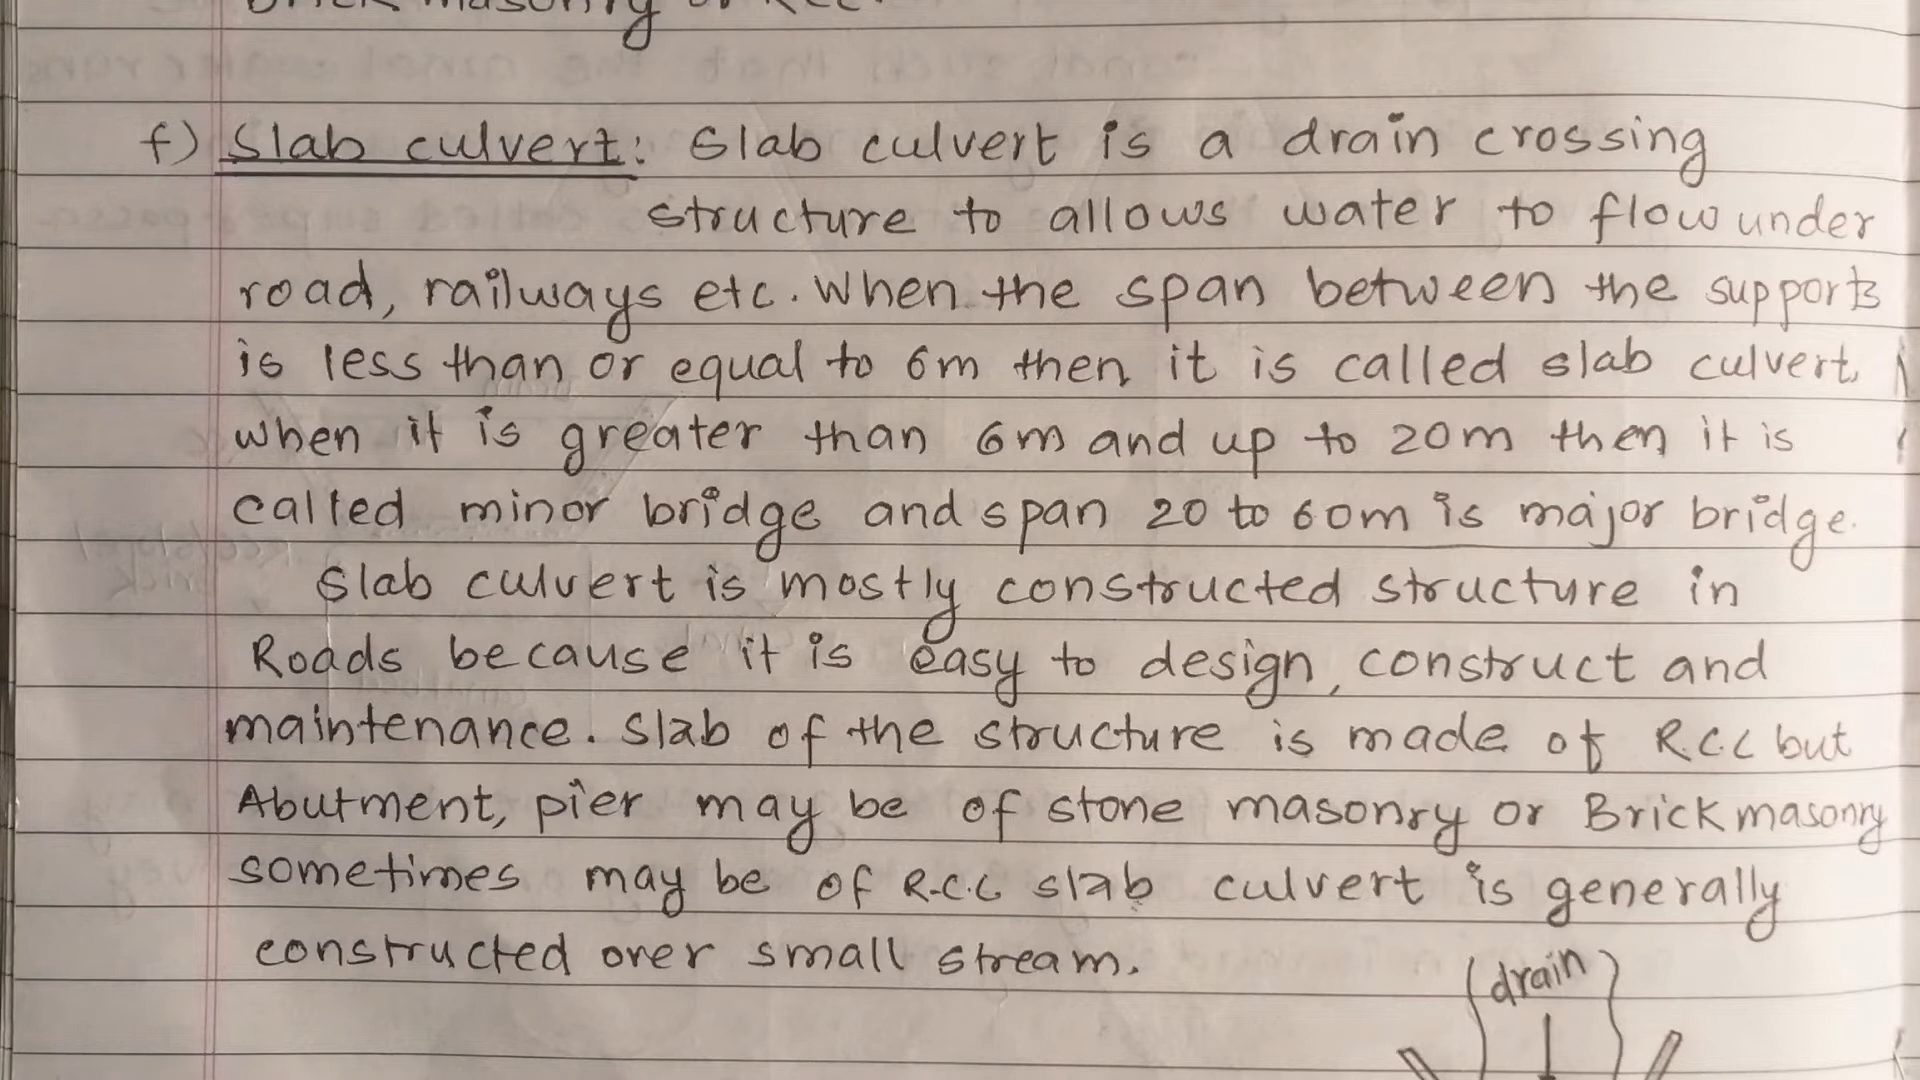 Brick masonry or RCC.
f) Slab culvert: Slab culvert is a drain crossing
structure to allows water to flow under
road, railways etc. When the span between the supports
is less than or equal to 6m then it is called slab culvert,
when it is greater than 6m and up to 20m then it is
called minor bridge and span 20 to 60m is major bridge.
Slab culvert is mostly constructed structure in
Roads because it is easy to design, construct and
maintenance. Slab of the structure is made of R.C.C but
Abutment, pier may be of stone masonry or Brick masonry
sometimes may be of R.C.C slab culvert is generally
constructed over small stream.
drain